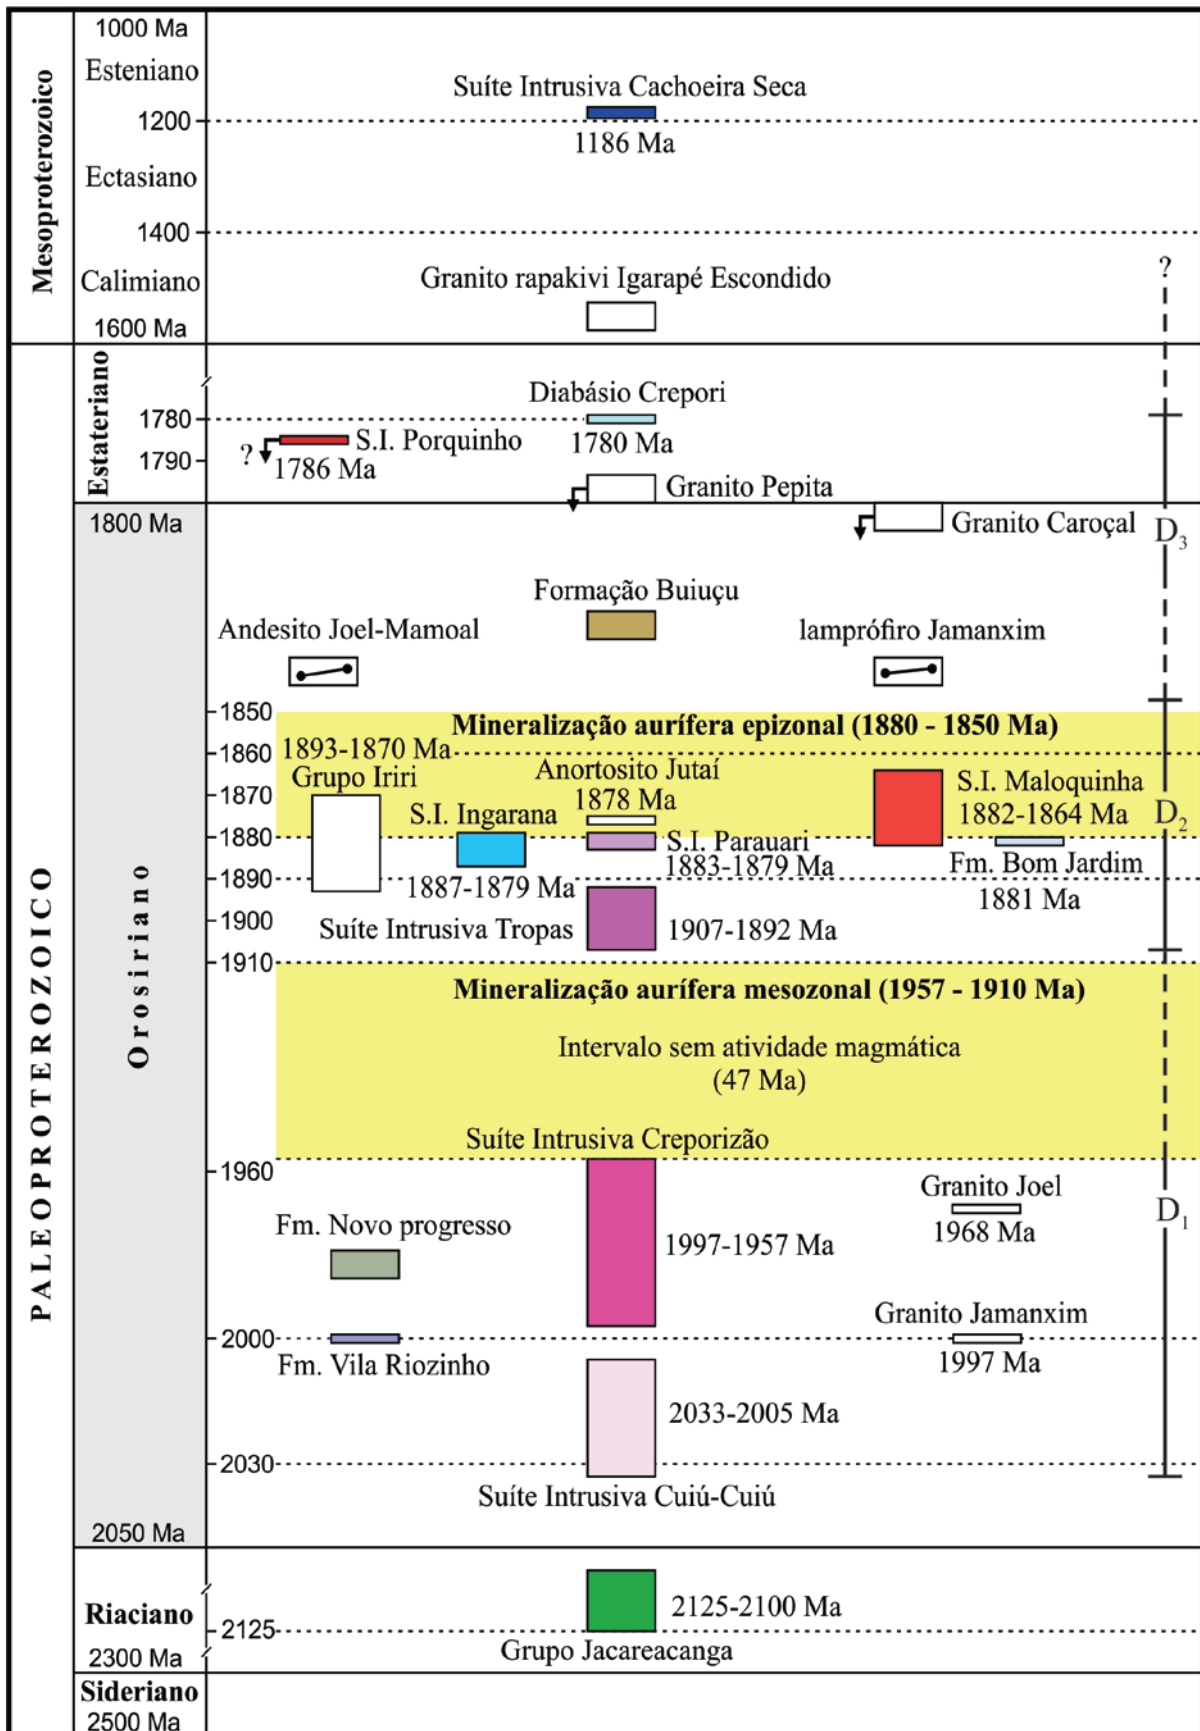 1000 Ma
Mesoproterozoico
Esteniano
Suíte Intrusiva Cachoeira Seca
1200
1186 Ma
Ectasiano
1400
?
Calimiano
Granito rapakivi Igarapé Escondido
1600 Ma
PALEOPROTEROZOICO
Estateriano
Diabásio Crepori
1780
?
S.I. Porquinho
1780 Ma
1790
1786 Ma
Granito Pepita
Orosiriano
1800 Ma
Granito Caroçal
D3
Formação Buiuçu
Andesito Joel-Mamoal
lamprófiro Jamanxim
1850
Mineralização aurífera epizonal (1880 - 1850 Ma)
1893-1870 Ma
1860
Grupo Iriri
Anortosito Jutaí
S.I. Maloquinha
1870
1878 Ma
1882-1864 Ma
D2
S.I. Ingarana
1880
S.I. Parauari
1883-1879 Ma
Fm. Bom Jardim
1890
1887-1879 Ma
1881 Ma
1900
Suíte Intrusiva Tropas
1907-1892 Ma
1910
Mineralização aurífera mesozonal (1957 - 1910 Ma)
Intervalo sem atividade magmática
(47 Ma)
Suíte Intrusiva Creporizão
1960
Granito Joel
1968 Ma
D1
Fm. Novo progresso
1997-1957 Ma
Granito Jamanxim
2000
1997 Ma
Fm. Vila Riozinho
2033-2005 Ma
2030
Suíte Intrusiva Cuiú-Cuiú
2050 Ma
Riaciano
2125-2100 Ma
2125
Grupo Jacareacanga
2300 Ma
Sideriano
2500 Ma